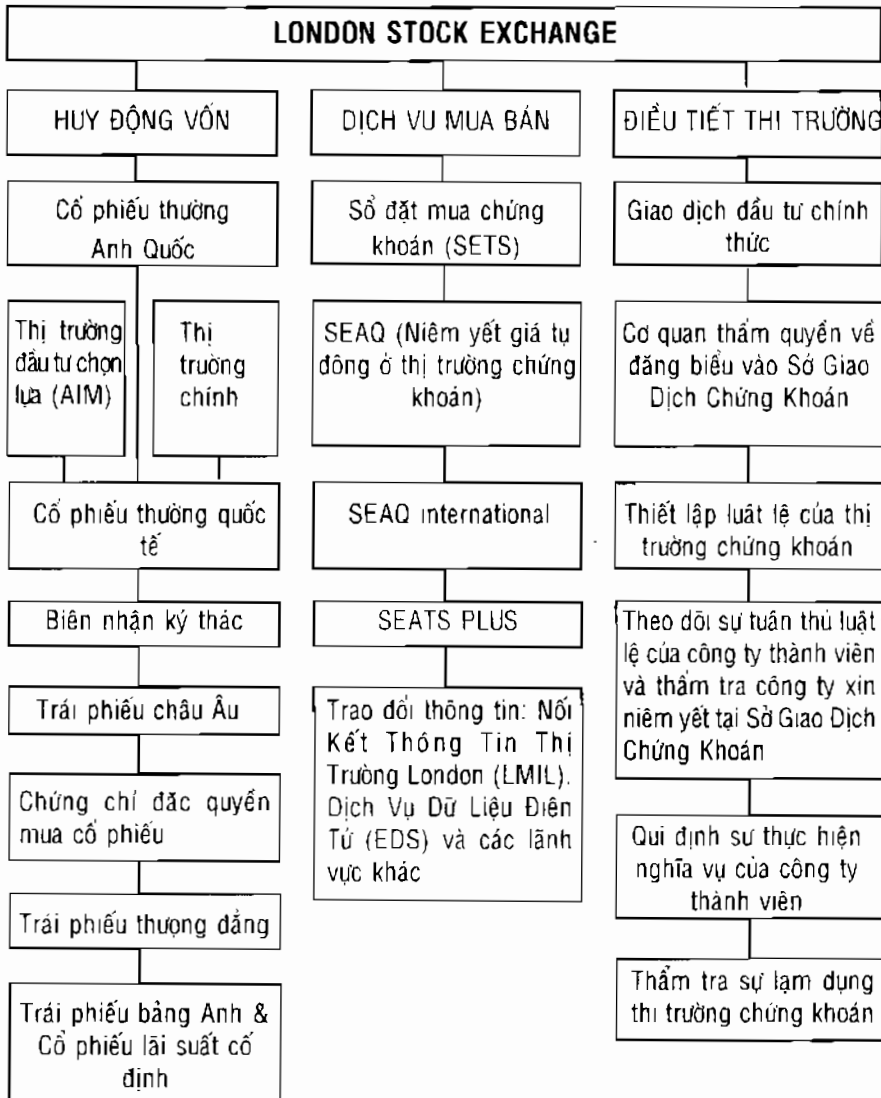 LONDON STOCK EXCHANGE
HUY ĐỘNG VỐN
Cổ phiếu thường
Anh Quốc
Thị trường
đầu tư chọn
lựa (AIM)
Thị
truờng
chính
Cổ phiếu thường quốc
tế
Biên nhận ký thác
Trái phiếu châu Âu
Chứng chỉ đặc quyền
mua cổ phiếu
Trái phiếu thượng đẳng
Trái phiếu bảng Anh &
Cổ phiếu lãi suất cố
định
DỊCH VỤ MUA BÁN
Sổ đặt mua chứng
khoán (SETS)
SEAQ (Niêm yết giá tự
đông ở thị trường chứng
khoán)
SEAQ international
SEATS PLUS
Trao đổi thông tin: Nối
Kết Thông Tin Thị
Trường London (LMIL).
Dịch Vụ Dữ Liệu Điện
Tử (EDS) và các lãnh
vực khác
ĐIỀU TIẾT THỊ TRƯỜNG
Giao dịch đầu tư chính
thức
Cơ quan thẩm quyền về
đăng biểu vào Sở Giao
Dịch Chứng Khoán
Thiết lập luật lệ của thị
trường chứng khoán
Theo dõi sự tuân thủ luật
lệ của công ty thành viên
và thẩm tra công ty xin
niêm yết tại Sở Giao Dịch
Chứng Khoán
Qui định sự thực hiện
nghĩa vụ của công ty
thành viên
Thẩm tra sự lạm dụng
thị trường chứng khoán